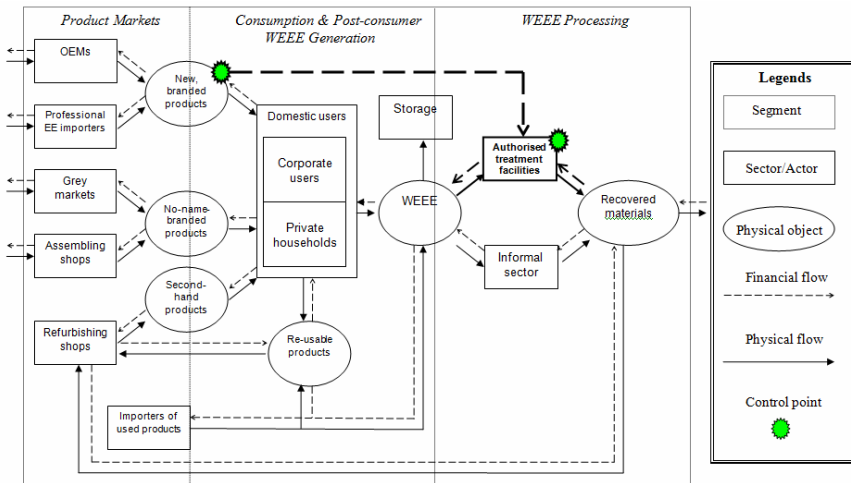 Product Markets
Consumption & Post-consumer
WEEE Generation
WEEE Processing
OEMs
Professional
EE importers
Grey
markets
Assembling
shops
Refurbishing
shops
New,
branded
products
No-name-
branded
products
Second-
hand
products
Importers of
used products
Domestic users
Corporate
users
Private
households
Re-usable
products
Storage
WEEE
Authorised
treatment
facilities
Informal
sector
Recovered
materials
Legends
Segment
Sector/Actor
Physical object
Financial flow
Physical flow
Control point